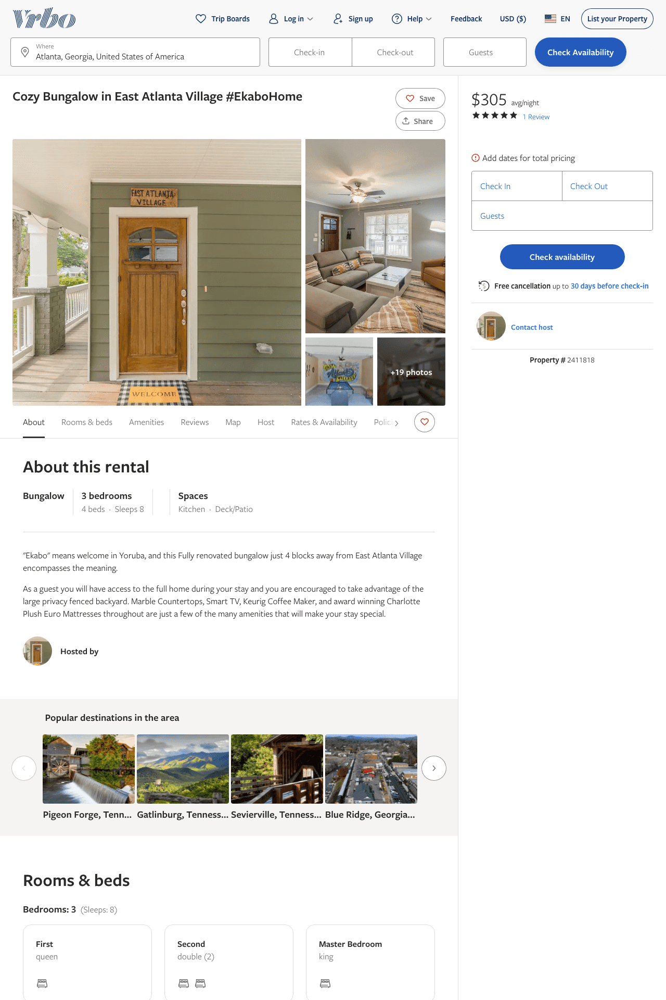 Vrbo
Trip Boards
Log in
Sign up
Help
Feedback
USD ($)
EN
List your Property
Where
Atlanta, Georgia, United States of America
Check-in
Check-out
Guests
Check Availability
Cozy Bungalow in East Atlanta Village #EkaboHome
Save
Share
EAST ATLANTA
VILLAGE
WELCOME
Atlanta
VILLAGE
+19 photos
$305 avg/night
1 Review
Add dates for total pricing
Check In
Check Out
Guests
Check availability
Free cancellation up to 30 days before check-in
Contact host
Property # 2411818
About
Rooms & beds
Amenities
Reviews
Map
Host
Rates & Availability
Polici
About this rental
Bungalow
3 bedrooms
4 beds · Sleeps 8
Spaces
Kitchen · Deck/Patio
"Ekabo" means welcome in Yoruba, and this Fully renovated bungalow just 4 blocks away from East Atlanta Village
encompasses the meaning.
As a guest you will have access to the full home during your stay and you are encouraged to take advantage of the
large privacy fenced backyard. Marble Countertops, Smart TV, Keurig Coffee Maker, and award winning Charlotte
Plush Euro Mattresses throughout are just a few of the many amenities that will make your stay special.
Hosted by
Popular destinations in the area
Pigeon Forge, Tenn...
Gatlinburg, Tenness...
Sevierville, Tenness...
Blue Ridge, Georgia...
Rooms & beds
Bedrooms: 3 (Sleeps: 8)
First
queen
Second
double (2)
Master Bedroom
king